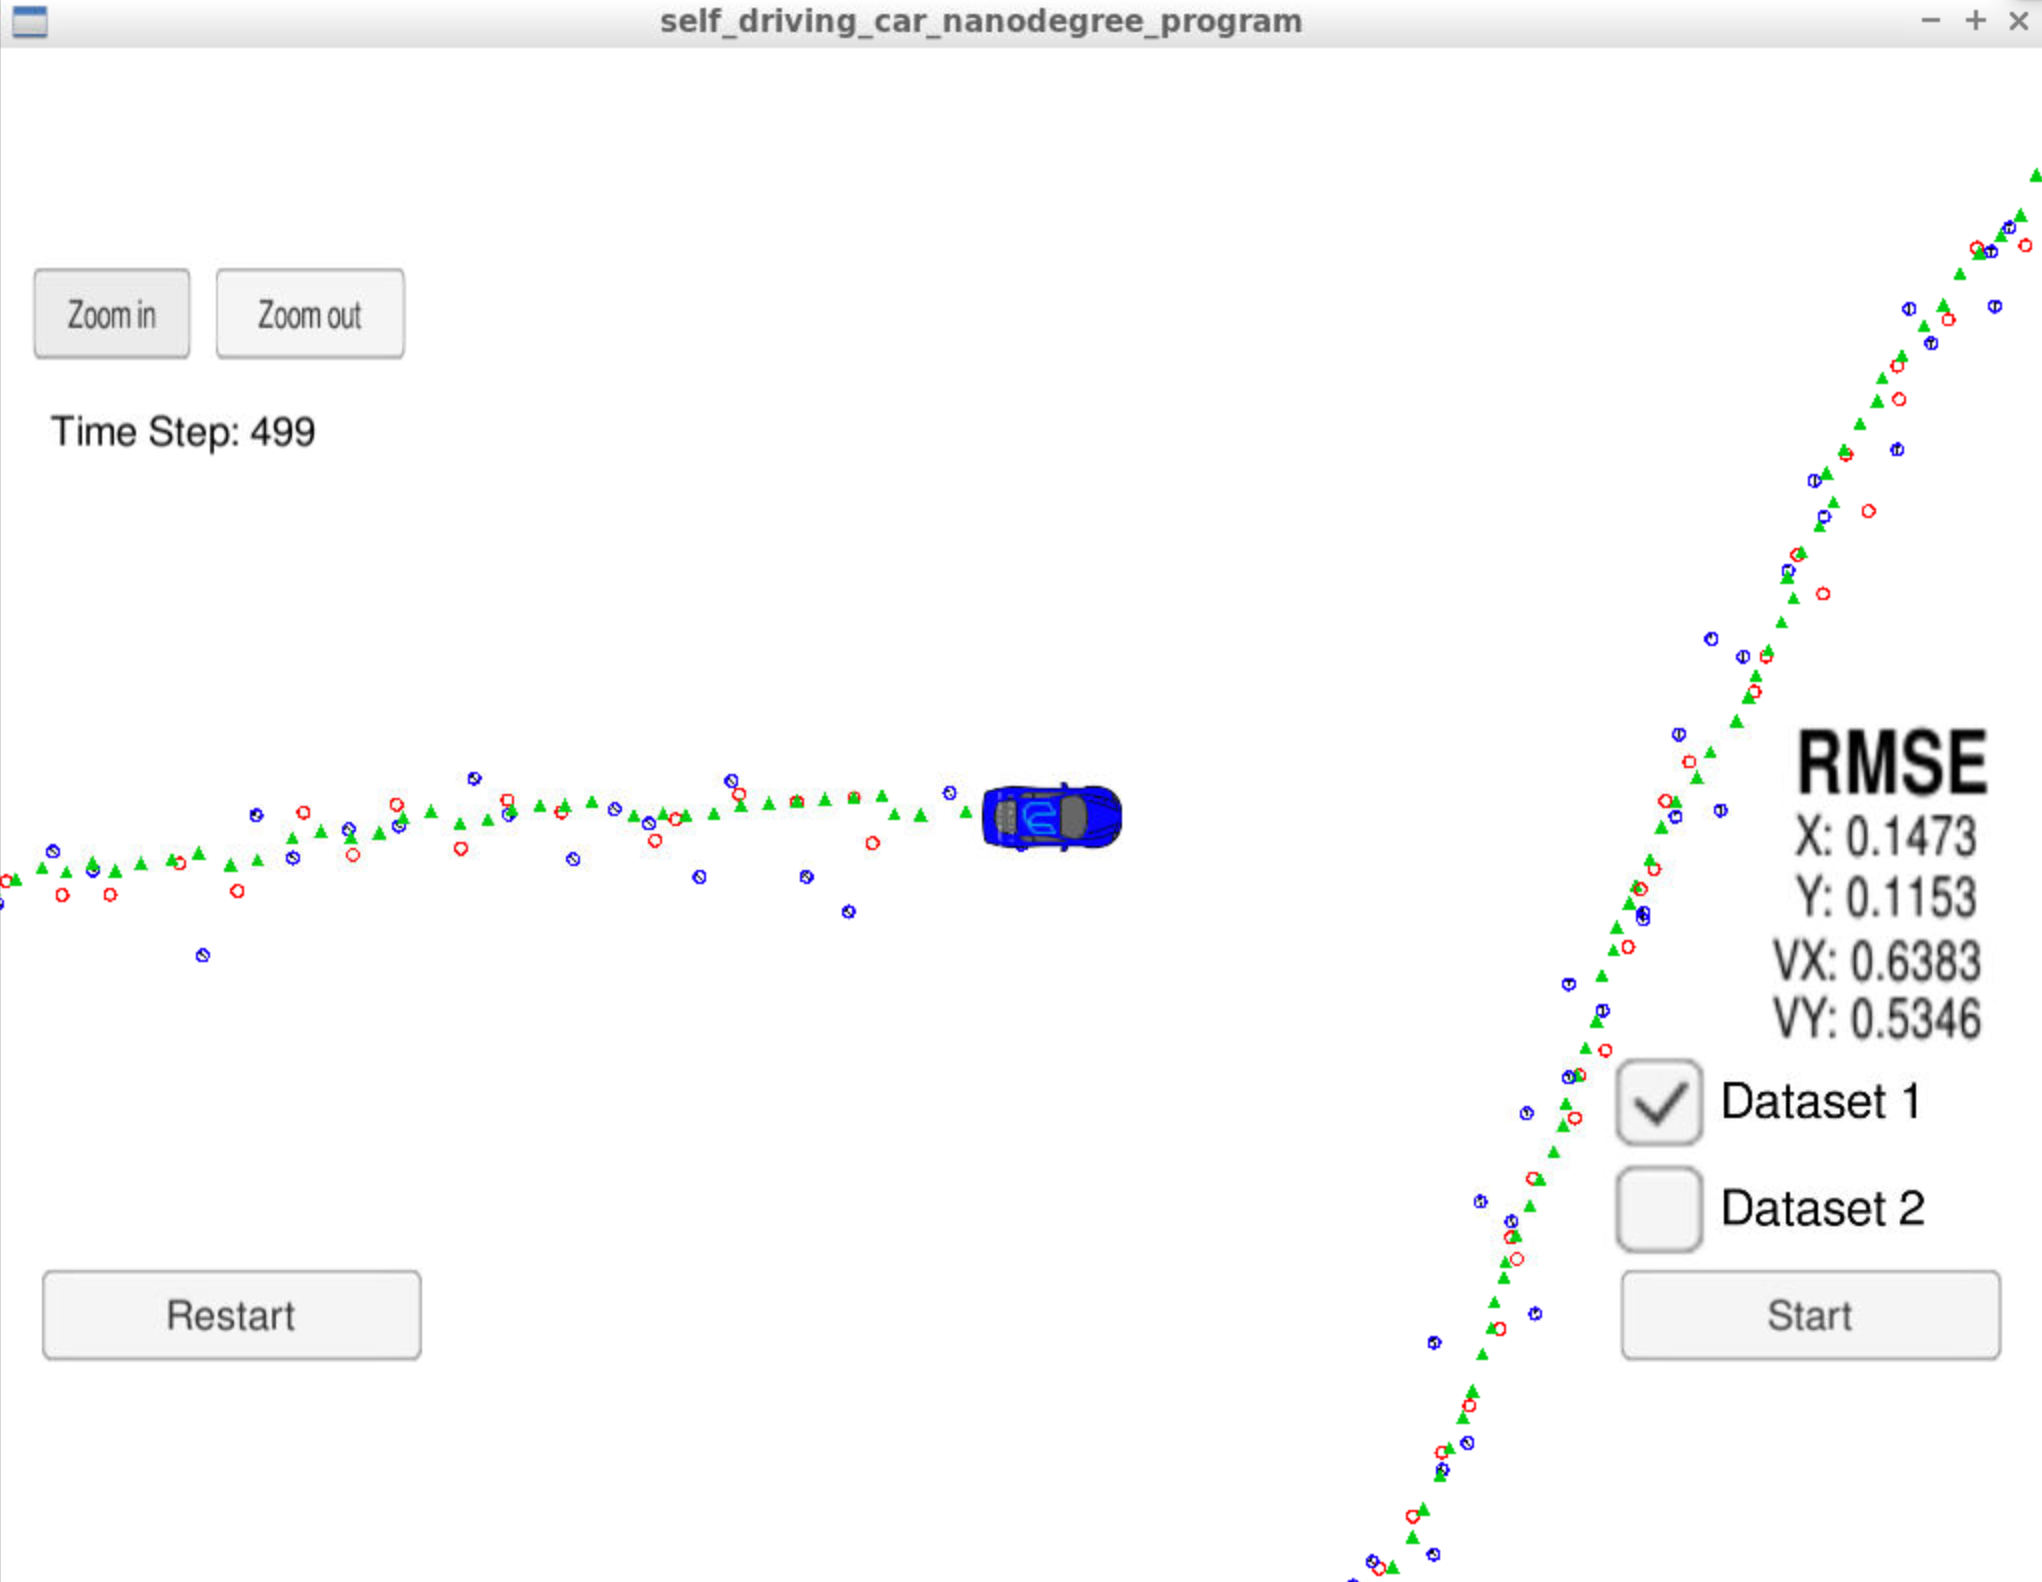 self_driving_car_nanodegree_program
Zoom in
Zoom out
Time Step: 499
RMSE
X: 0.1473
Y: 0.1153
VX: 0.6383
VY: 0.5346
Dataset 1
Dataset 2
Restart
Start